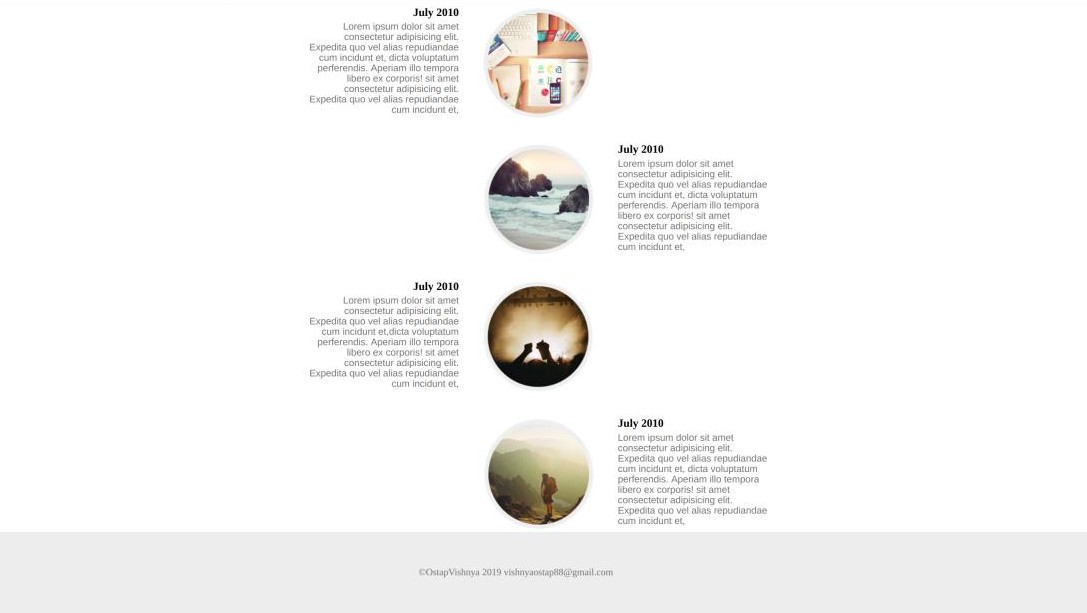 July 2010
Lorem ipsum dolor sit amet
consectetur adipisicing elit.
Expedita quo vel alias repudiandae
cum incidunt et, dicta voluptatum
perferendis. Aperiam illo tempora
libero ex corporis! sit amet
consectetur adipisicing elit.
Expedita quo vel alias repudiandae
cum incidunt et,
July 2010
Lorem ipsum dolor sit amet
consectetur adipisicing elit.
Expedita quo vel alias repudiandae
cum incidunt et, dicta voluptatum
perferendis. Aperiam illo tempora
libero ex corporis! sit amet
consectetur adipisicing elit.
Expedita quo vel alias repudiandae
cum incidunt et,
July 2010
Lorem ipsum dolor sit amet
consectetur adipisicing elit.
Expedita quo vel alias repudiandae
cum incidunt et,dicta voluptatum
perferendis. Aperiam illo tempora
libero ex corporis! sit amet
consectetur adipisicing elit.
Expedita quo vel alias repudiandae
cum incidunt et,
July 2010
Lorem ipsum dolor sit amet
consectetur adipisicing elit.
Expedita quo vel alias repudiandae
cum incidunt et, dicta voluptatum
perferendis. Aperiam illo tempora
libero ex corporis! sit amet
consectetur adipisicing elit.
Expedita quo vel alias repudiandae
cum incidunt et,
©OstapVishnya 2019 vishnyaostap88@gmail.com